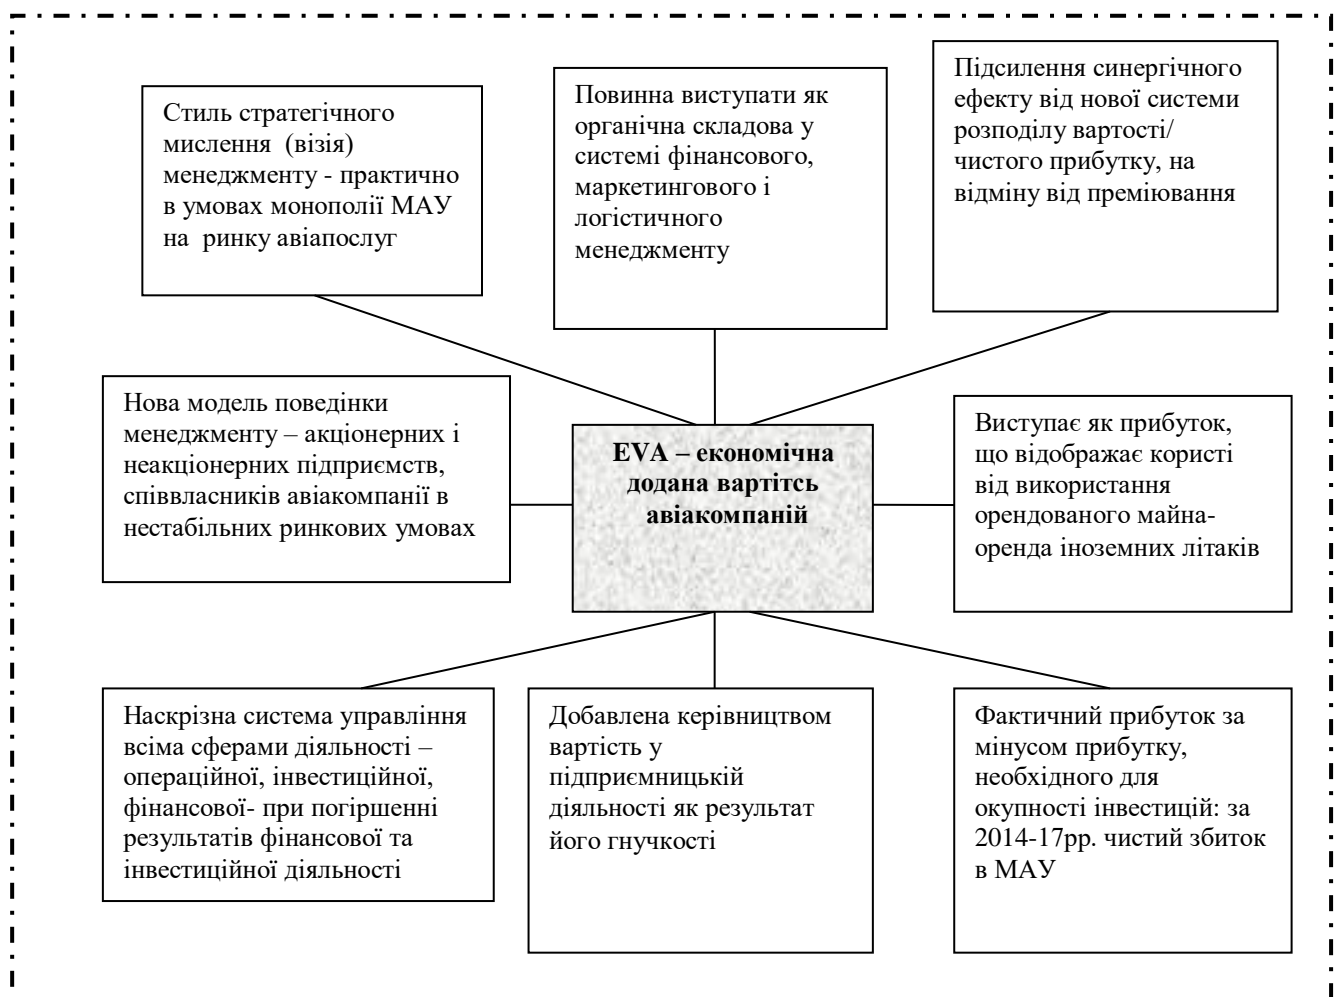 Стиль стратегічного
мислення (візія)
менеджменту - практично
в умовах монополії МАУ
на ринку авіапослуг
Повинна виступати як
органічна складова у
системі фінансового,
маркетингового і
логістичного
менеджменту
Підсилення синергічного
ефекту від нової системи
розподілу вартості/
чистого прибутку, на
відміну від преміювання
Нова модель поведінки
менеджменту – акціонерних і
неакціонерних підприємств,
співвласників авіакомпанії в
нестабільних ринкових умовах
EVA – економічна
додана вартітсь
авіакомпаній
Виступає як прибуток,
що відображає користі
від використання
орендованого майна-
оренда іноземних літаків
Наскрізна система управління
всіма сферами діяльності –
операційної, інвестиційної,
фінансової- при погіршенні
результатів фінансової та
інвестиційної діяльності
Добавлена керівництвом
вартість у
підприємницькій
діяльності як результат
його гнучкості
Фактичний прибуток за
мінусом прибутку,
необхідного для
окупності інвестицій: за
2014-17рр. чистий збиток
в МАУ